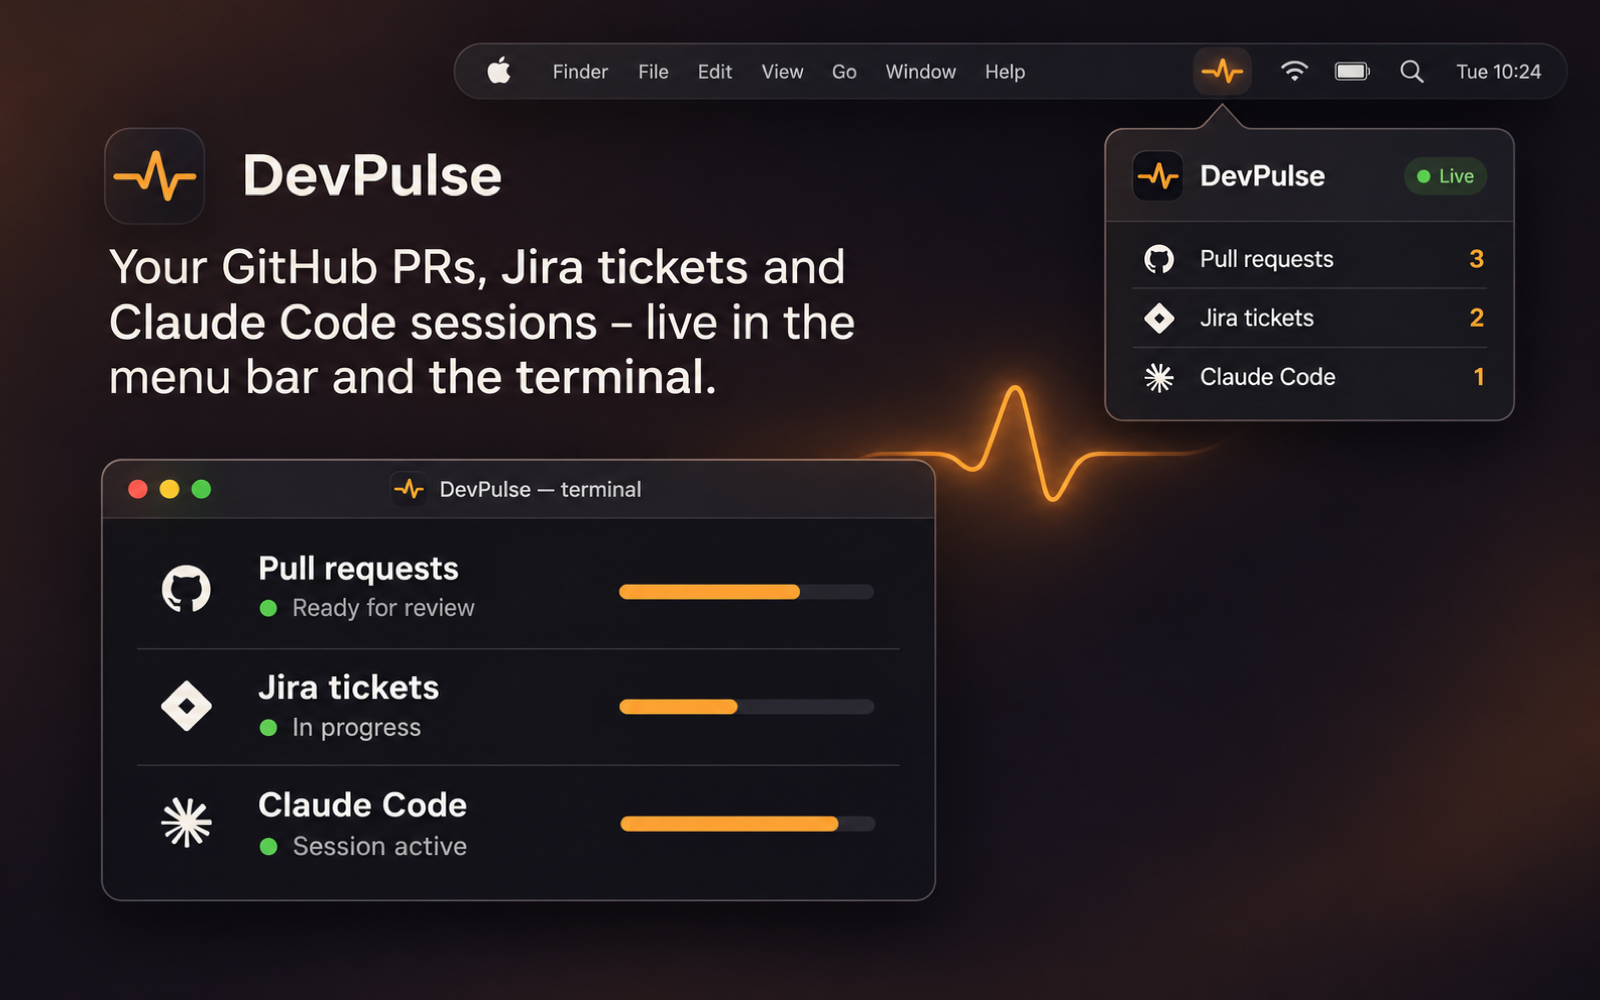 Finder File Edit View Go Window Help Tue 10:24
DevPulse
Your GitHub PRs, Jira tickets and
Claude Code sessions – live in the
menu bar and the terminal.
DevPulse Live
Pull requests 3
Jira tickets 2
Claude Code 1
DevPulse — terminal
Pull requests
Ready for review
Jira tickets
In progress
Claude Code
Session active